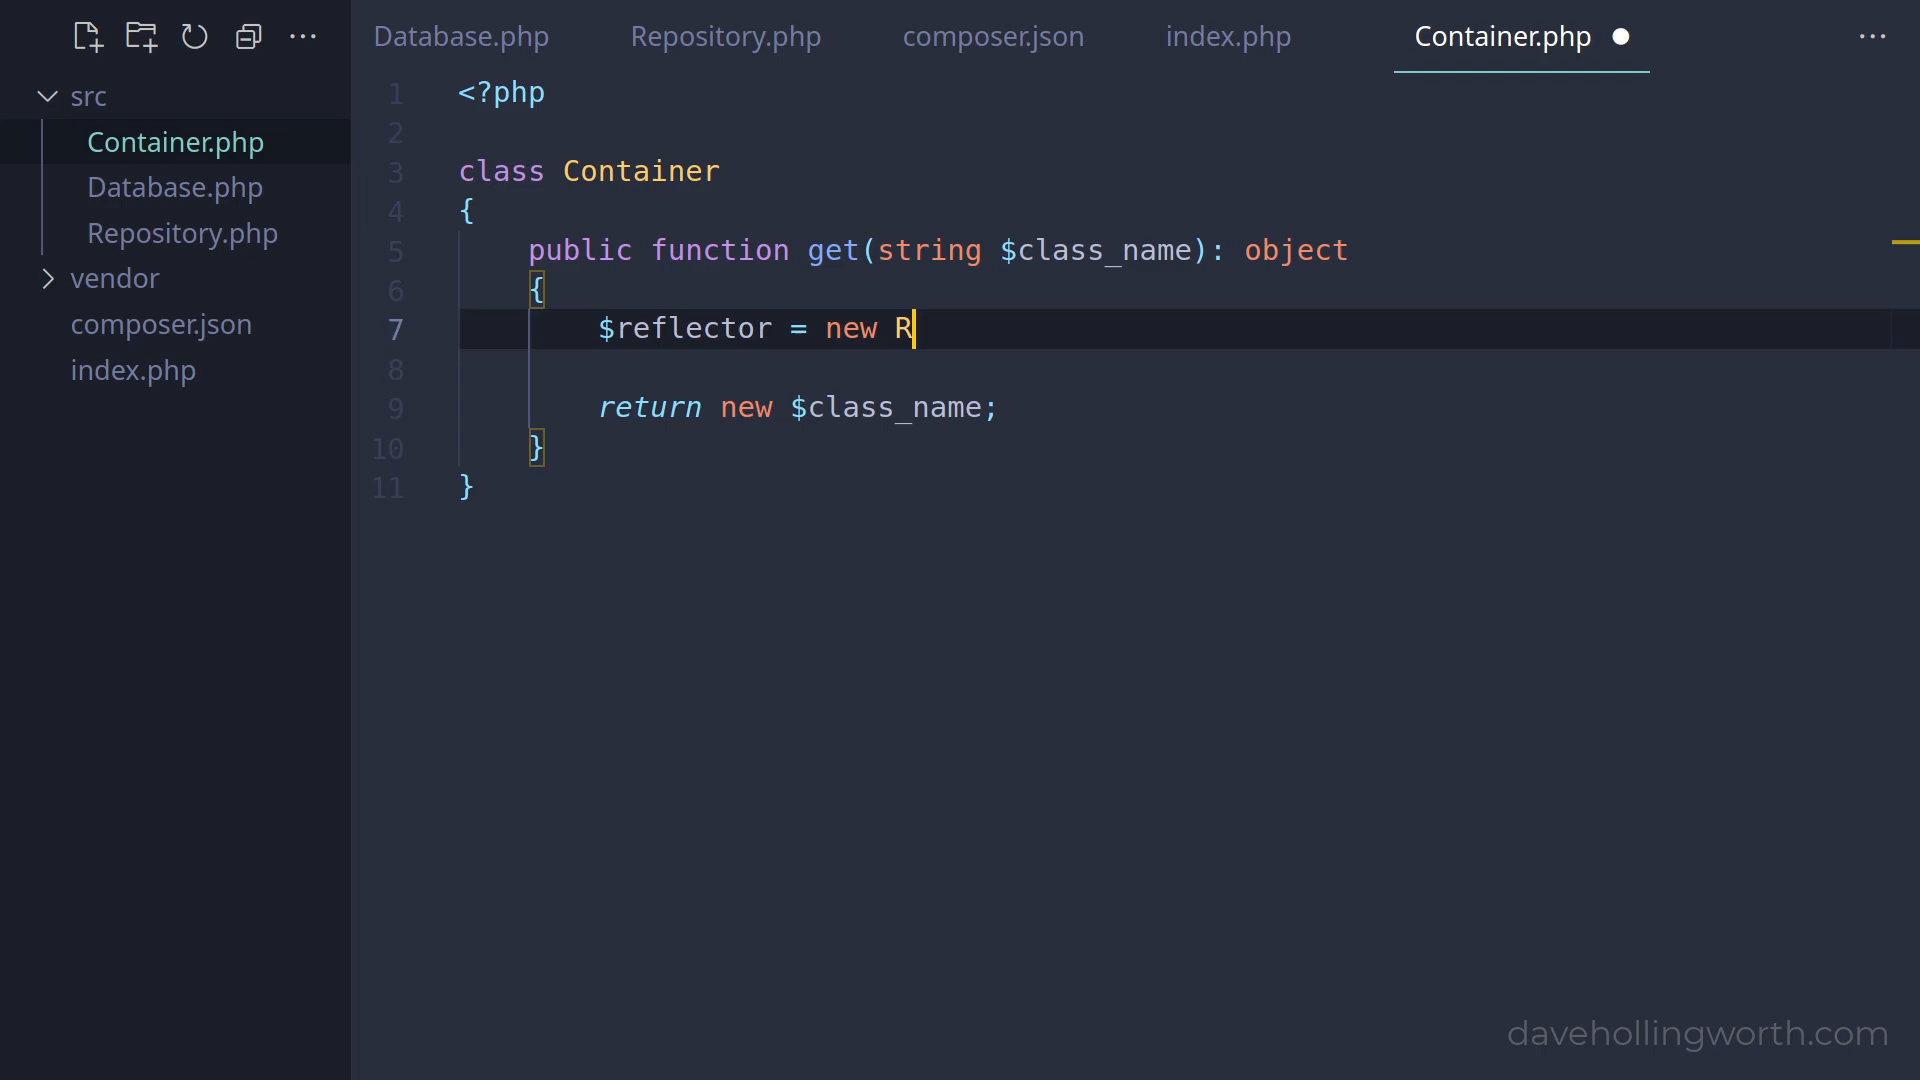 Database.php Repository.php composer.json index.php Container.php
src
Container.php
Database.php
Repository.php
vendor
composer.json
index.php
1 <?php
2
3 class Container
4 {
5     public function get(string $class_name): object
6     {
7         $reflector = new R
8
9         return new $class_name;
10     }
11 }
davehollingworth.com